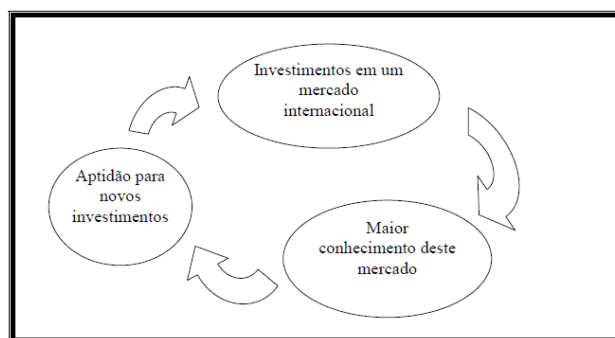 Investimentos em um
mercado
internacional
Aptidão para
novos
investimentos
Maior
conhecimento deste
mercado